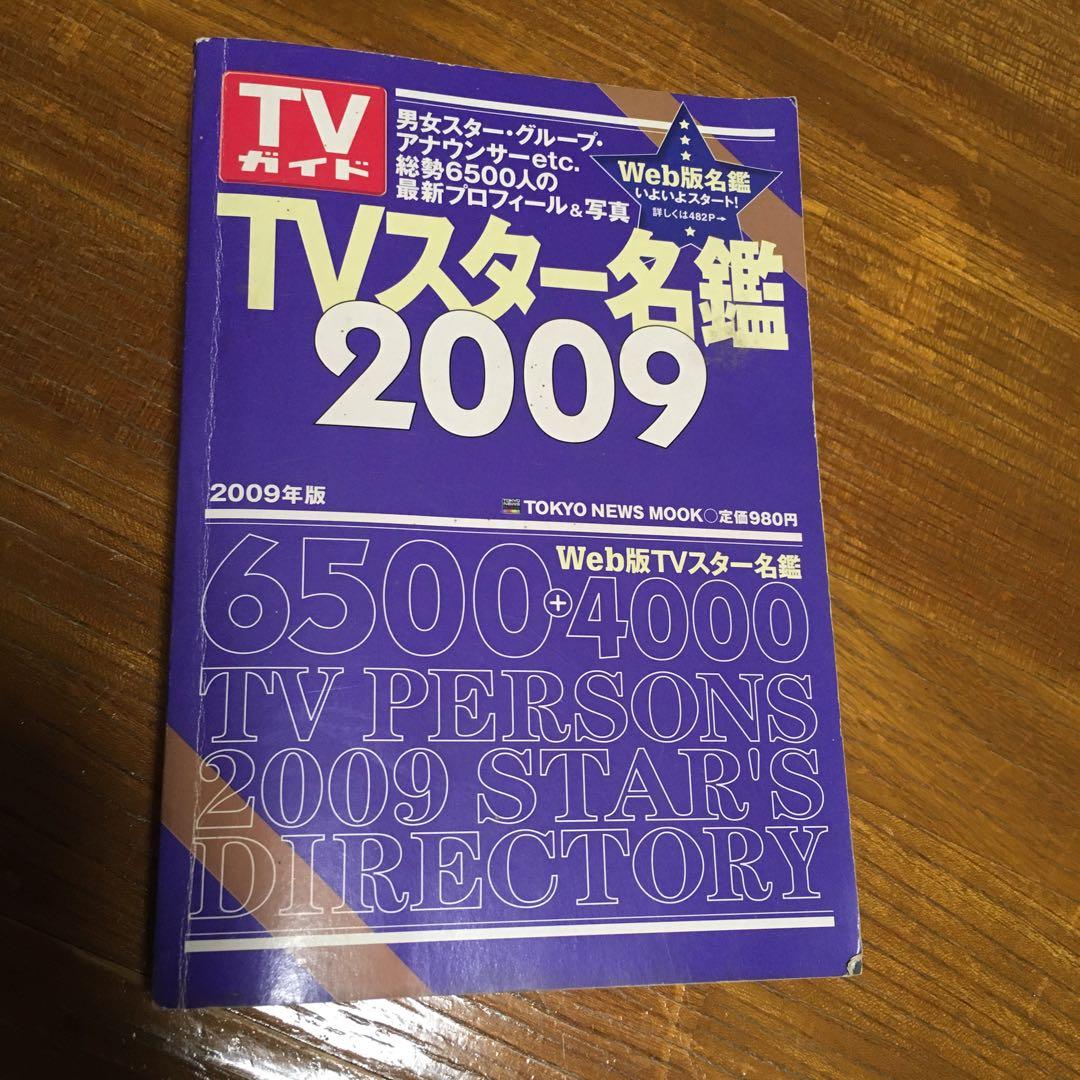 TV
ガイド
男女スター・グループ・
アナウンサーetc.
総勢6500人の
最新プロフィール&写真
Web版名鑑
いよいよスタート!
詳しくは482P→
TVスター名鑑
2009
2009年版
TOKYO NEWS MOOK○定価980円
Web版TVスター名鑑
6500+4000
TV PERSONS
2009 STAR'S
DIRECTORY